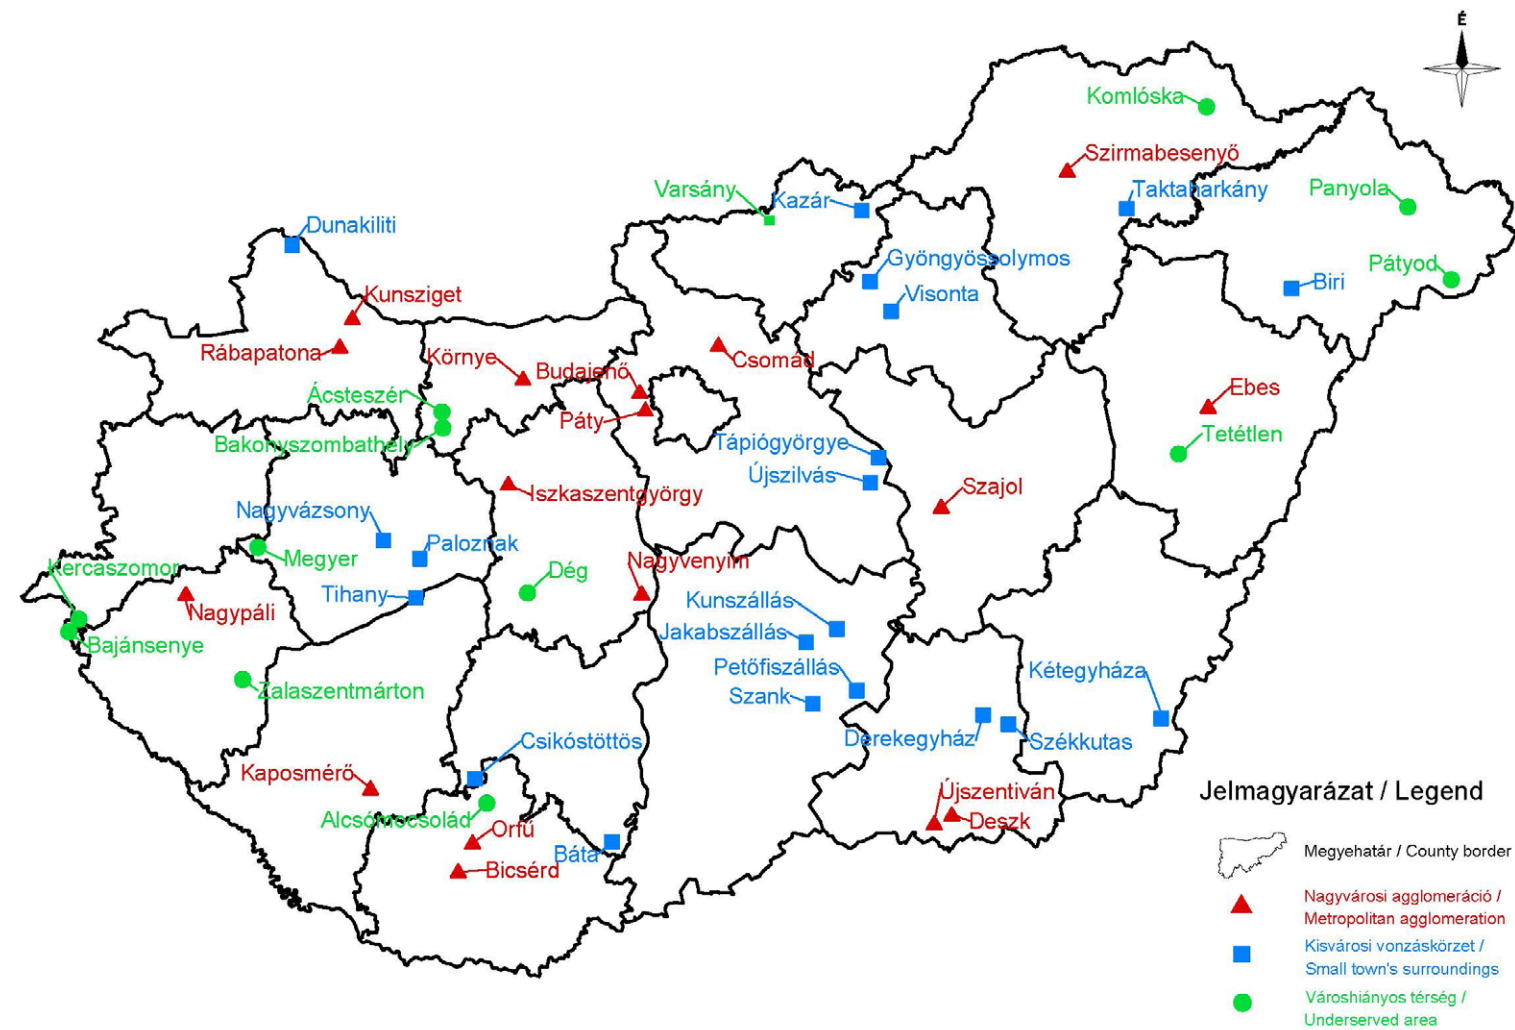 É
Komlóska
Szirmabesenyő
Varsány
Kazár
Taktaharkány
Panyola
Dunakiliti
Gyöngyössolymos
Pátyod
Kunsziget
Visonta
Biri
Rábapatona
Környe
Budajenő
Csomád
Ácsteszér
Ebes
Páty
Bakonyszombathely
Tápiógyörgye
Tetétlen
Újszilvás
Iszkaszentgyörgy
Szajol
Nagyvázsony
Paloznak
Megyer
Kercaszomor
Dég
Nagyvenyim
Tihany
Kunszállás
Nagypáli
Jakabszállás
Bajánsenye
Petőfiszállás
Kétegyháza
Zalaszentmárton
Szank
Csikóstöttös
Derekegyház
Székkutas
Kaposmérő
Újszentiván
Jelmagyarázat / Legend
Alcsómocsolád
Deszk
Orfű
Báta
Bicsérd
Megyehatár / County border
Nagyvárosi agglomeráció /
Metropolitan agglomeration
Kisvárosi vonzáskörzet /
Small town's surroundings
Városhiányos térség /
Underserved area